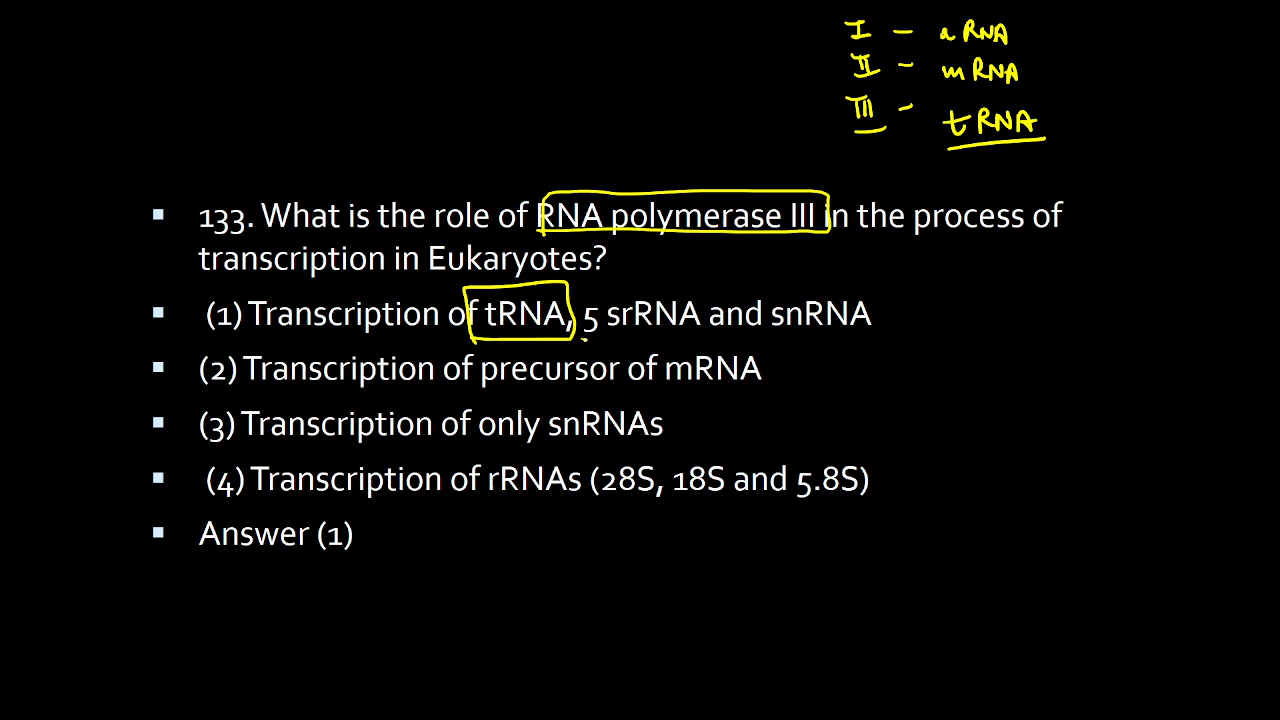 I - rRNA
II - mRNA
III - tRNA
133. What is the role of RNA polymerase III in the process of
transcription in Eukaryotes?
(1) Transcription of tRNA, 5 srRNA and snRNA
(2) Transcription of precursor of mRNA
(3) Transcription of only snRNAs
(4) Transcription of rRNAs (28S, 18S and 5.8S)
Answer (1)